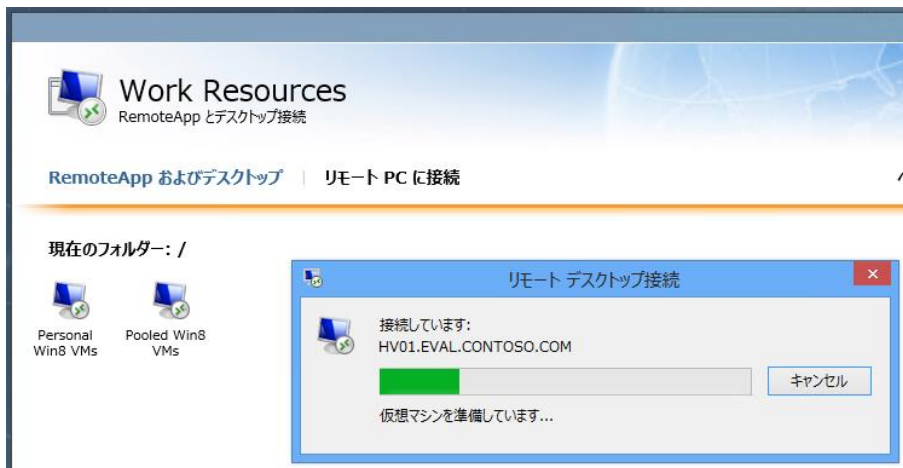 Work Resources
RemoteApp とデスクトップ接続
RemoteApp およびデスクトップ | リモート PC に接続
現在のフォルダー: /
Personal Win8 VMs
Pooled Win8 VMs
リモート デスクトップ接続
接続しています:
HV01.EVAL.CONTOSO.COM
キャンセル
仮想マシンを準備しています...